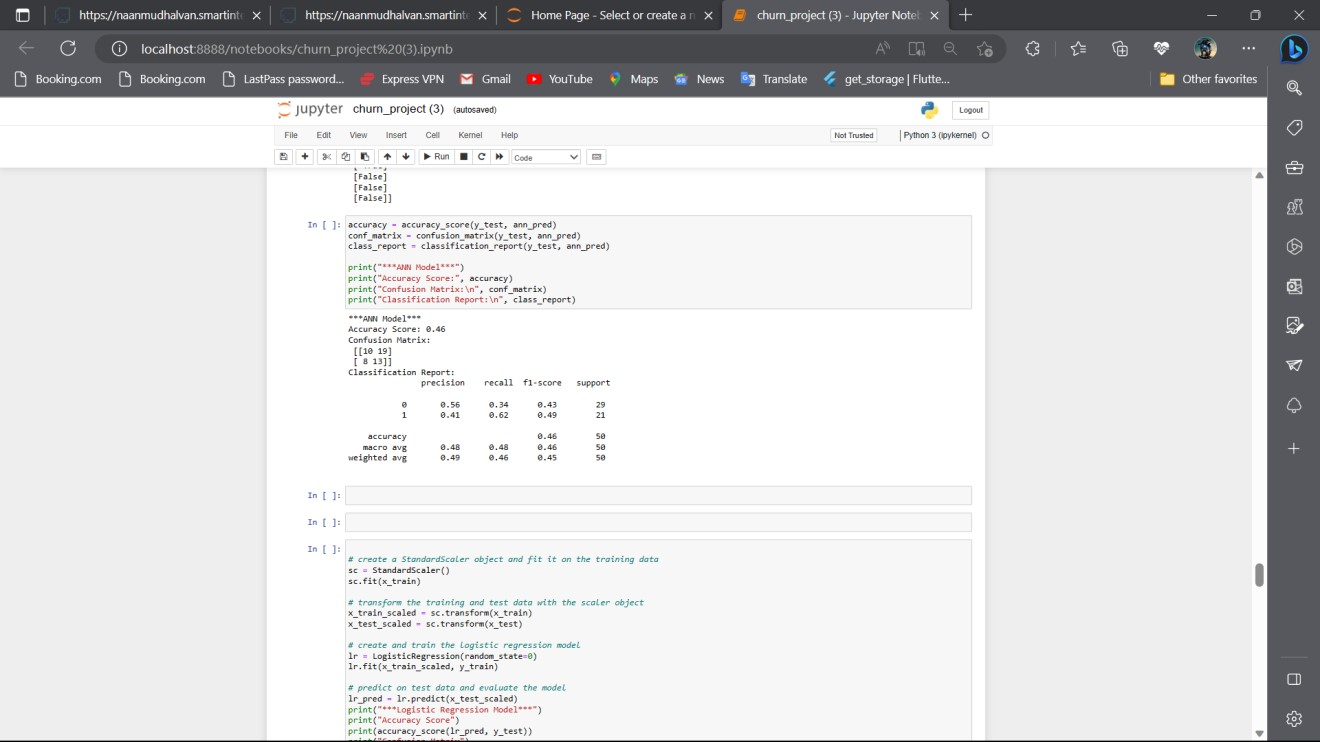 https://naanmudhalvan.smartinte
https://naanmudhalvan.smartinte
Home Page - Select or create a n
churn_project (3) - Jupyter Noteb
localhost:8888/notebooks/churn_project%20(3).ipynb
Booking.com
Booking.com
LastPass password...
Express VPN
Gmail
YouTube
Maps
News
Translate
get_storage | Flutte...
Other favorites
jupyter churn_project (3) (autosaved)
Logout
File Edit View Insert Cell Kernel Help
Not Trusted
Python 3 (ipykernel)
Run
Code
[False]
[False]
[False]]
In [ ]: accuracy = accuracy_score(y_test, ann_pred)
conf_matrix = confusion_matrix(y_test, ann_pred)
class_report = classification_report(y_test, ann_pred)
print("***ANN Model***")
print("Accuracy Score:", accuracy)
print("Confusion Matrix:\n", conf_matrix)
print("Classification Report:\n", class_report)
***ANN Model***
Accuracy Score: 0.46
Confusion Matrix:
[[10 19]
[ 8 13]]
Classification Report:
precision recall f1-score support
0 0.56 0.34 0.43 29
1 0.41 0.62 0.49 21
accuracy 0.46 50
macro avg 0.48 0.48 0.46 50
weighted avg 0.49 0.46 0.45 50
In [ ]:
In [ ]:
In [ ]:
# create a StandardScaler object and fit it on the training data
sc = StandardScaler()
sc.fit(x_train)
# transform the training and test data with the scaler object
x_train_scaled = sc.transform(x_train)
x_test_scaled = sc.transform(x_test)
# create and train the logistic regression model
lr = LogisticRegression(random_state=0)
lr.fit(x_train_scaled, y_train)
# predict on test data and evaluate the model
lr_pred = lr.predict(x_test_scaled)
print("***Logistic Regression Model***")
print("Accuracy Score")
print(accuracy_score(lr_pred, y_test))